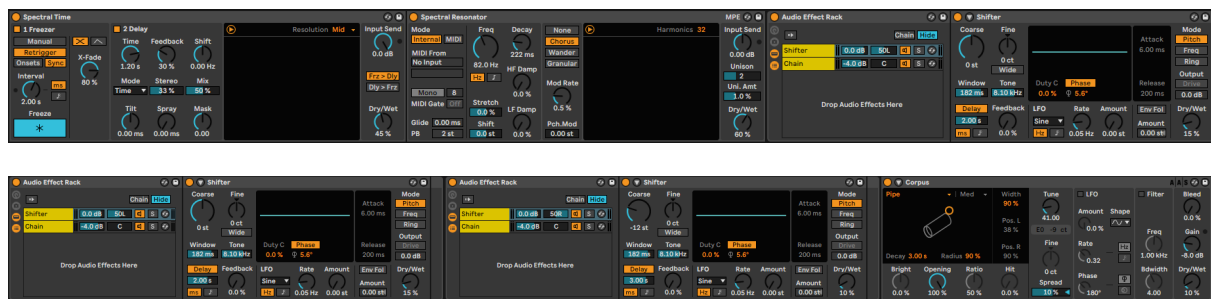 Spectral Time
1 Freezer
Manual
Retrigger
Onsets Sync
Interval
ms
2.00 s
Freeze
X-Fade
80 %
2 Delay
Time Feedback Shift
1.20 s 30 % 0.00 Hz
Mode Stereo Mix
Time 33 % 50 %
Tilt Spray Mask
0.00 ms 0.00 ms 0.00
Resolution Mid
Input Send
0.0 dB
Frz > Dly
Dly > Frz
Dry/Wet
45 %
Spectral Resonator
MPE
Mode
Internal MIDI
MIDI From
No Input
Mono 8
MIDI Gate Off
Glide 0.00 ms
PB 2 st
Freq Decay
82.0 Hz 222 ms
Hz
HF Damp
0.0 %
Stretch
0.0 %
LF Damp
Shift
0.0 st 0.0 %
None
Chorus
Wander
Granular
Mod Rate
0.5 %
Pch.Mod
0.00 st
Harmonics 32
Input Send
0.00 dB
Unison
2
Uni. Amt
1.0 %
Dry/Wet
60 %
Audio Effect Rack
Chain Hide
Shifter 0.0 dB 50L S
Chain -4.0 dB C S
Drop Audio Effects Here
Shifter
Coarse Fine
0 st 0 ct
Wide
Window Tone
182 ms 8.10 kHz
Delay Feedback
2.00 s
ms 0.0 %
Attack
6.00 ms
Duty C Phase Release
0.0 % 5.6° 200 ms
LFO Rate Amount
Sine
Hz 0.05 Hz 0.00 st
Env Fol
Amount
0.00 st
Mode
Pitch
Freq
Ring
Output
Drive
0.0 dB
Dry/Wet
15 %
Audio Effect Rack
Chain Hide
Shifter 0.0 dB 50L S
Chain -4.0 dB C S
Drop Audio Effects Here
Shifter
Coarse Fine
0 st 0 ct
Wide
Window Tone
182 ms 8.10 kHz
Delay Feedback
2.00 s
ms 0.0 %
Attack
6.00 ms
Duty C Phase Release
0.0 % 5.6° 200 ms
LFO Rate Amount
Sine
Hz 0.05 Hz 0.00 st
Env Fol
Amount
0.00 st
Mode
Pitch
Freq
Ring
Output
Drive
0.0 dB
Dry/Wet
15 %
Audio Effect Rack
Chain Hide
Shifter 0.0 dB 50R S
Chain -4.0 dB C S
Drop Audio Effects Here
Shifter
Coarse Fine
-12 st 0 ct
Wide
Window Tone
182 ms 8.10 kHz
Delay Feedback
3.00 s
ms 0.0 %
Attack
6.00 ms
Duty C Phase Release
0.0 % 5.6° 200 ms
LFO Rate Amount
Sine
Hz 0.05 Hz 0.00 st
Env Fol
Amount
0.00 st
Mode
Pitch
Freq
Ring
Output
Drive
0.0 dB
Dry/Wet
10 %
Corpus
A A S
Pipe Med Width
90 %
Pos. L
38 %
Pos. R
Decay 3.00 s Radius 90 % 90 %
Bright Opening Ratio Hit
0.0 % 100 % 50 % 0.0 %
Tune
41.00
E0 -9 ct
Fine
0 ct
Spread
10 %
LFO
Amount Shape
0.0 %
Rate
Hz
0.32
Phase
180°
Filter
Freq
1.00 kHz
Bdwidth
4.00
Bleed
0.0 %
Gain
-8.0 dB
Dry/Wet
10 %